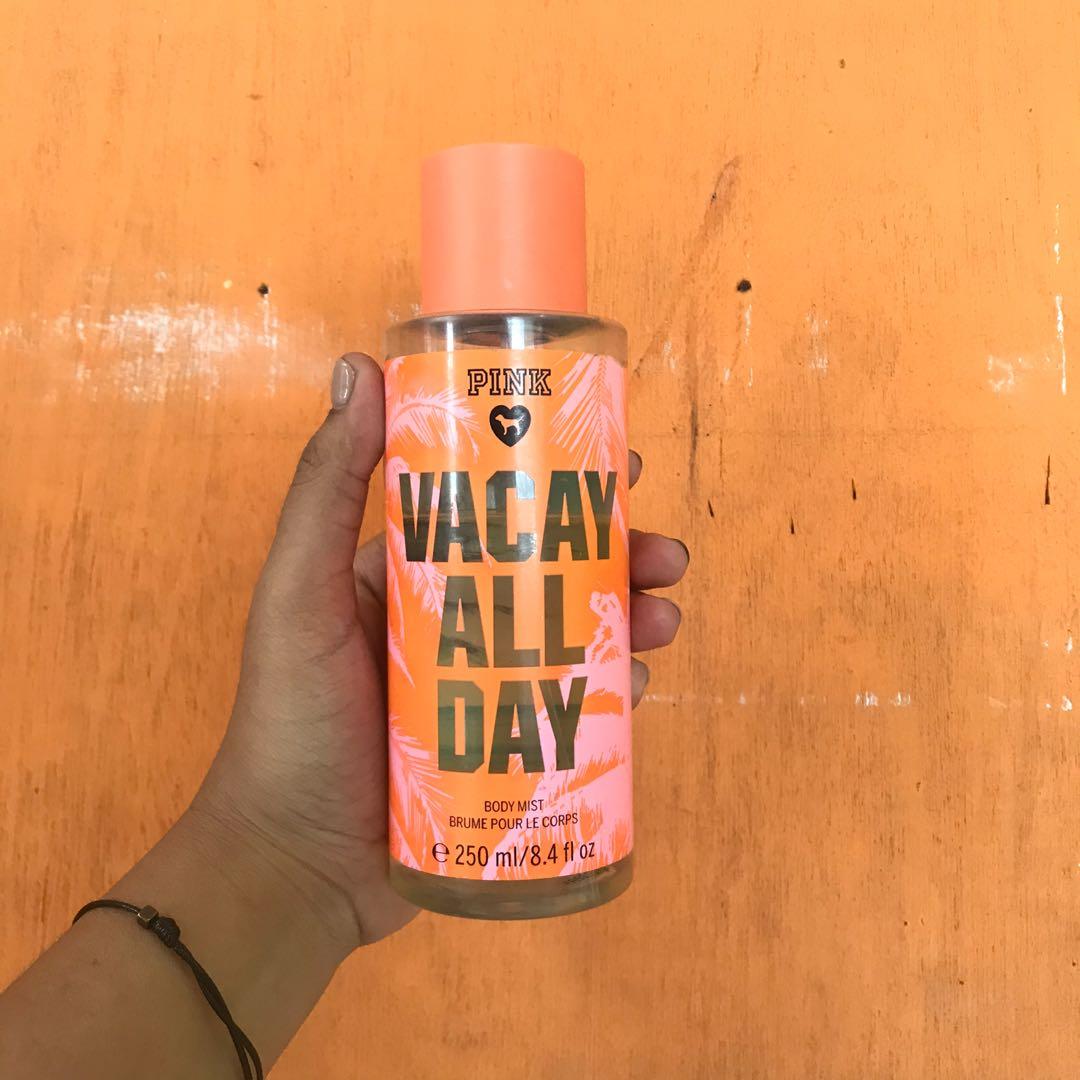 PINK
VACAY
ALL
DAY
BODY MIST
BRUME POUR LE CORPS
℮ 250 ml/8.4 fl oz